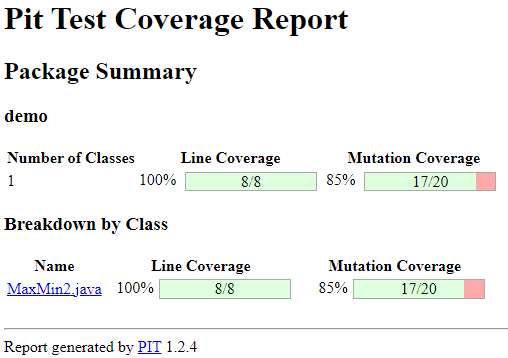 Pit Test Coverage Report
Package Summary
demo
Number of Classes Line Coverage Mutation Coverage
1 100% 8/8 85% 17/20
Breakdown by Class
Name Line Coverage Mutation Coverage
MaxMin2.java 100% 8/8 85% 17/20
Report generated by PIT 1.2.4